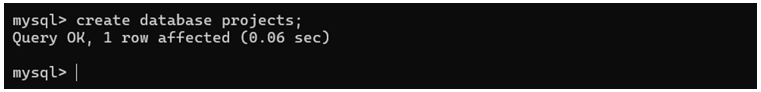 mysql> create database projects;
Query OK, 1 row affected (0.06 sec)
mysql>